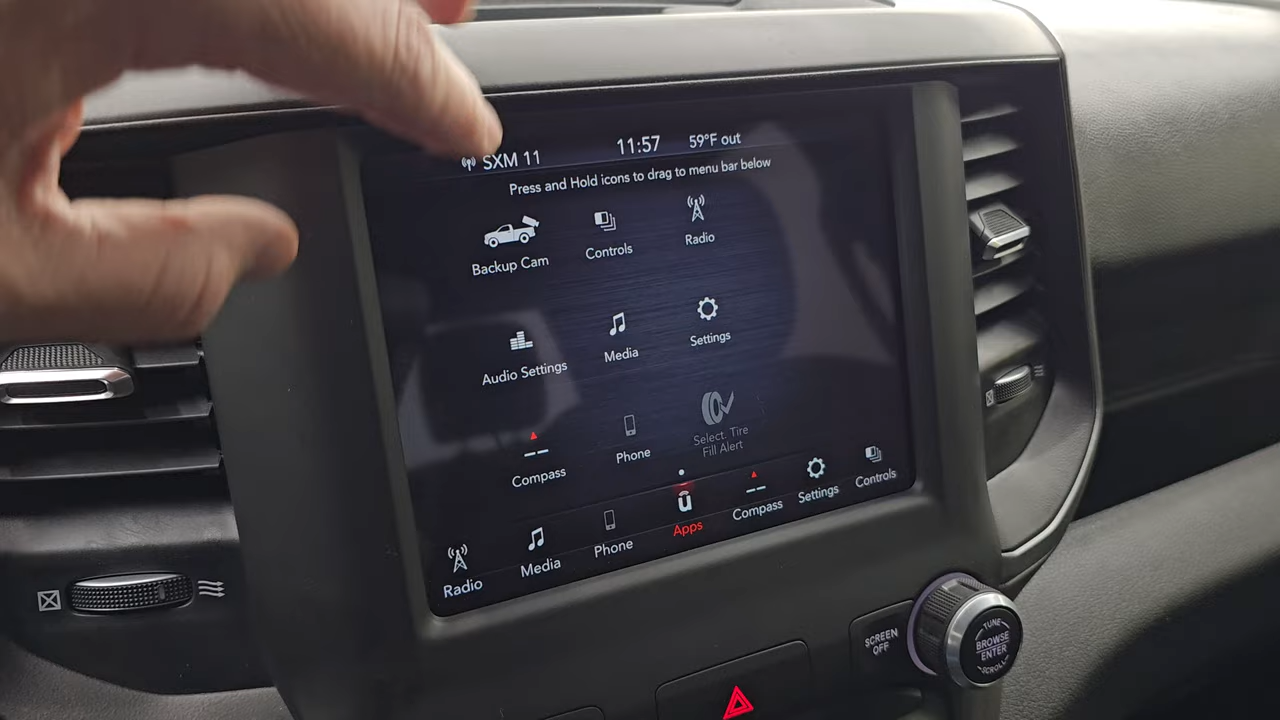 SXM 11
11:57
59°F out
Press and Hold icons to drag to menu bar below
Backup Cam
Controls
Radio
Audio Settings
Media
Settings
Compass
Phone
Select. Tire
Fill Alert
Radio
Media
Phone
Apps
Compass
Settings
Controls
SCREEN
OFF
TUNE
BROWSE
ENTER
SCROLL